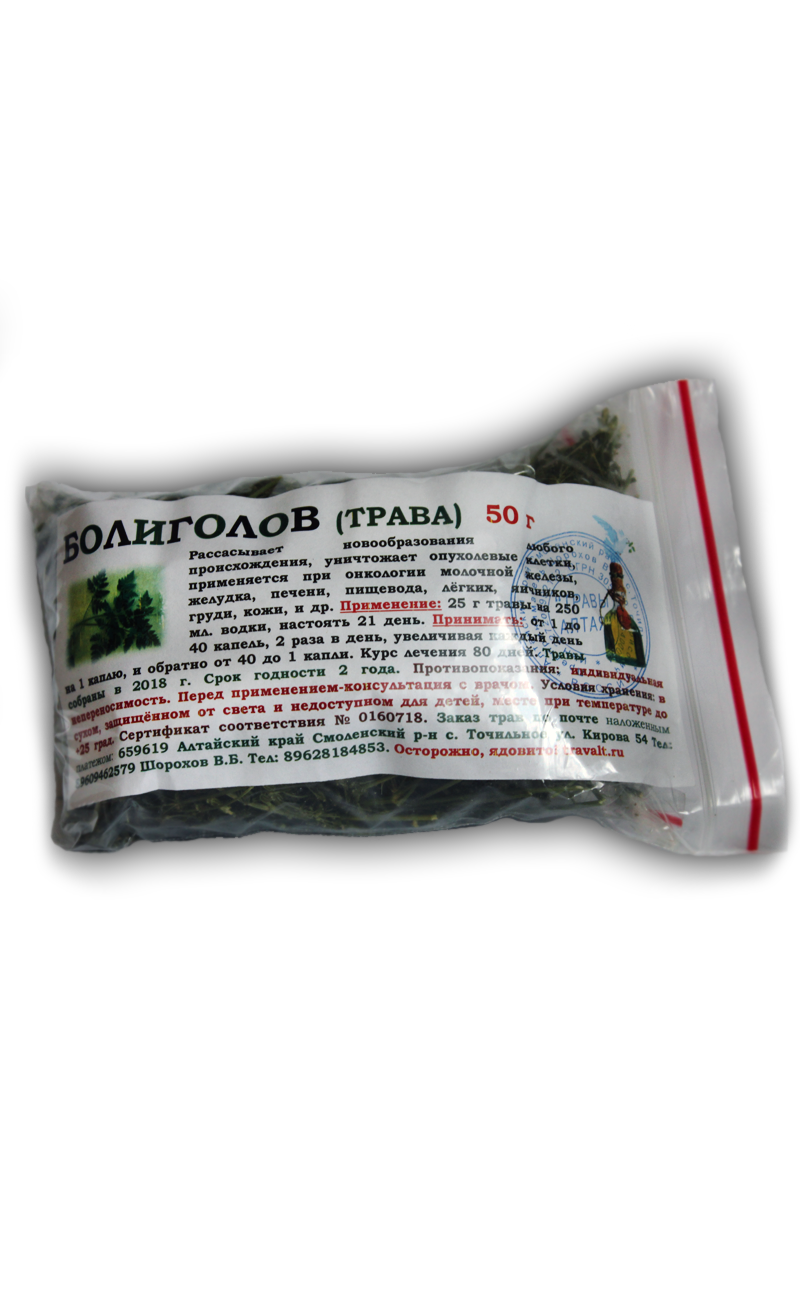 БОЛИГОЛОВ (ТРАВА) 50 г
Рассасывает новообразования любого
происхождения, уничтожает опухолевые клетки,
применяется при онкологии молочной железы,
желудка, печени, пищевода, лёгких, яичников,
груди, кожи, и др. Применение: 25 г травы на 250
мл. водки, настоять 21 день. Принимать: от 1 до
40 капель, 2 раза в день, увеличивая каждый день
на 1 каплю, и обратно от 40 до 1 капли. Курс лечения 80 дней. Травы
собраны в 2018 г. Срок годности 2 года. Противопоказания: индивидуальная
непереносимость. Перед применением-консультация с врачом. Условия хранения: в
сухом, защищённом от света и недоступном для детей, месте при температуре до
+25 град. Сертификат соответствия № 0160718. Заказ трав по почте наложенным
платежом: 659619 Алтайский край Смоленский р-н с. Точильное ул. Кирова 54 Тел:
89609462579 Шорохов В.Б. Тел: 89628184853. Осторожно, ядовито! travalt.ru
ТРАВЫ
АЛТАЯ